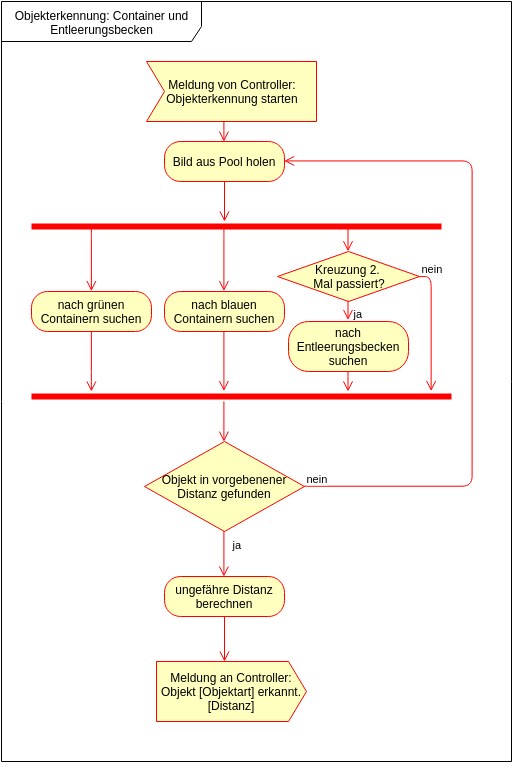 Objekterkennung: Container und
Entleerungsbecken
Meldung von Controller:
Objekterkennung starten
Bild aus Pool holen
Kreuzung 2.
Mal passiert?
nein
nach grünen
Containern suchen
nach blauen
Containern suchen
ja
nach
Entleerungsbecken
suchen
Objekt in vorgebenener
Distanz gefunden
nein
ja
ungefähre Distanz
berechnen
Meldung an Controller:
Objekt [Objektart] erkannt.
[Distanz]